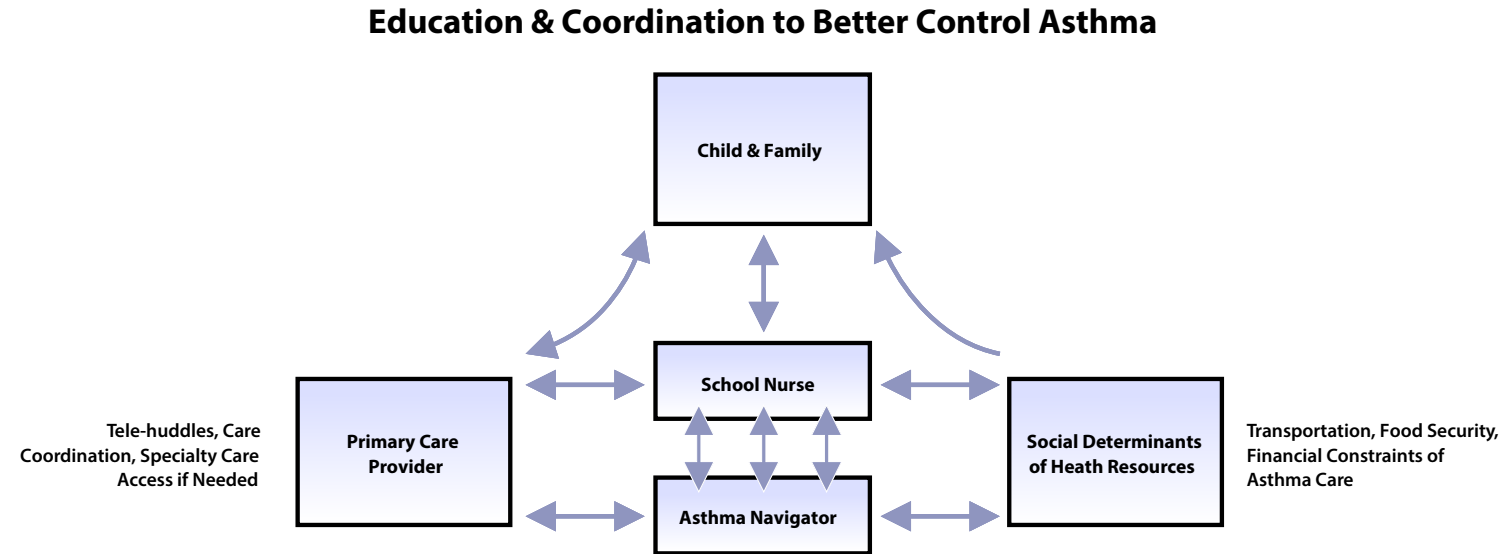 Education & Coordination to Better Control Asthma
Child & Family
School Nurse
Tele-huddles, Care
Coordination, Specialty Care
Access if Needed
Primary Care
Provider
Social Determinants
of Heath Resources
Transportation, Food Security,
Financial Constraints of
Asthma Care
Asthma Navigator